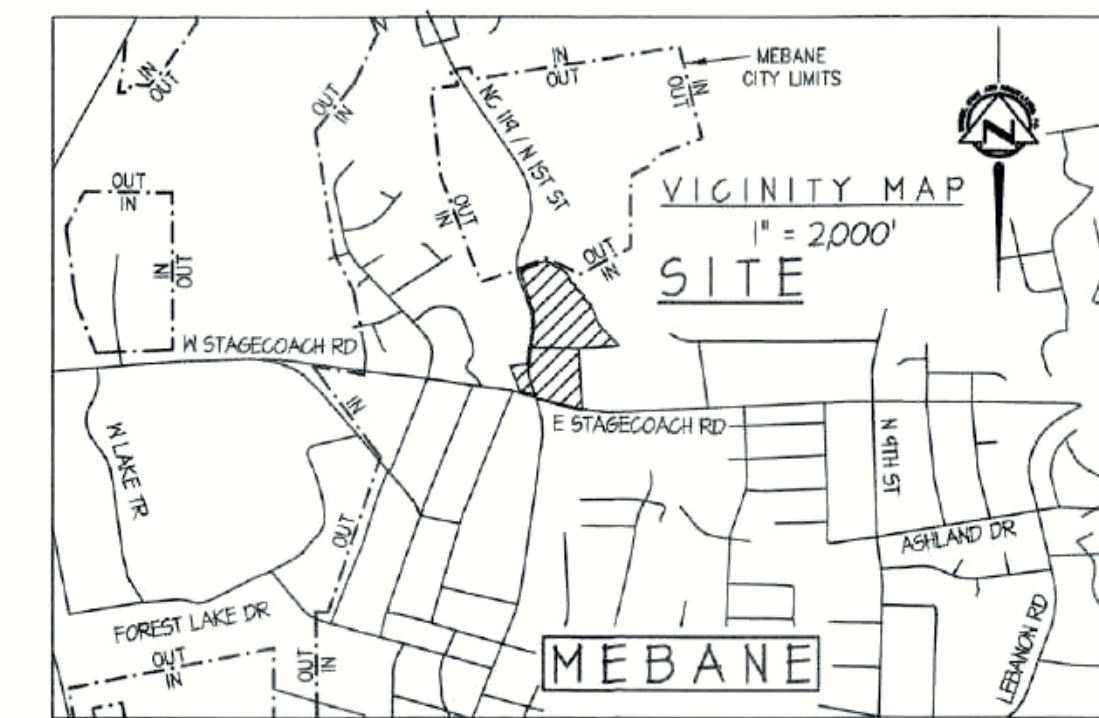 IN
OUT
MEBANE
CITY LIMITS
IN
OUT
OUT
IN
IN
OUT
NC 119 / N 1ST ST
N
OUT
IN
OUT
IN
VICINITY MAP
1" = 2,000'
OUT
IN
SITE
IN
OUT
W STAGECOACH RD
IN
E STAGECOACH RD
W LAKE TR
N 9TH ST
OUT
ASHLAND DR
FOREST LAKE DR
OUT
IN
OUT
IN
MEBANE
LEBANON RD